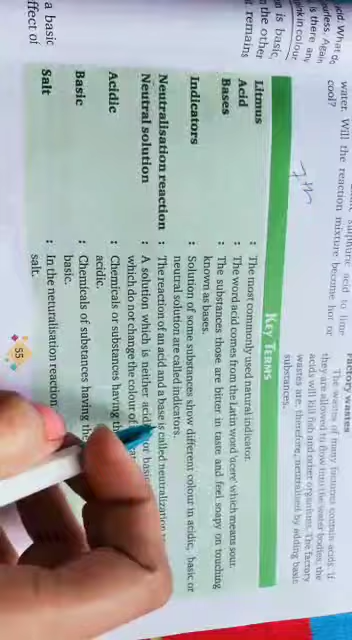 water. Will the reaction mixture become hot or
cool?
7th
Factory wastes
The wastes of many factories contain acids. If
they are allowed to flow into the water bodies, the
acids will kill fish and other organisms. The factory
wastes are, therefore, neutralised by adding basic
substances.
KEY TERMS
Litmus : The most commonly used natural indicator.
Acid : The word acid comes from the Latin word 'acere' which means sour.
Bases : The substances those are bitter in taste and feel soapy on touching
known as bases.
Indicators : Solution of some substances show different colour in acidic, basic or
neutral solution are called indicators.
Neutralisation reaction : The reaction of an acid and a base is called neutralization
Neutral solution : A solution which is neither acid or basic
which do not change the colour of
Acidic : Chemicals or substances having th
acidic.
Basic : Chemicals of substances having the
basic.
Salt : In the neturalisation reaction
salt.
55